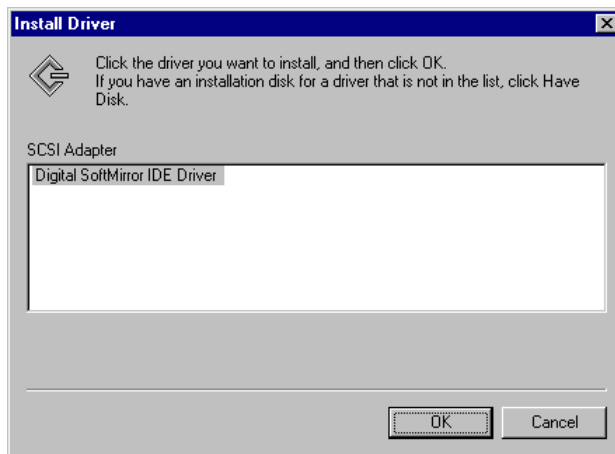 Install Driver
Click the driver you want to install, and then click OK.
If you have an installation disk for a driver that is not in the list, click Have
Disk.
SCSI Adapter
Digital SoftMirror IDE Driver
OK
Cancel